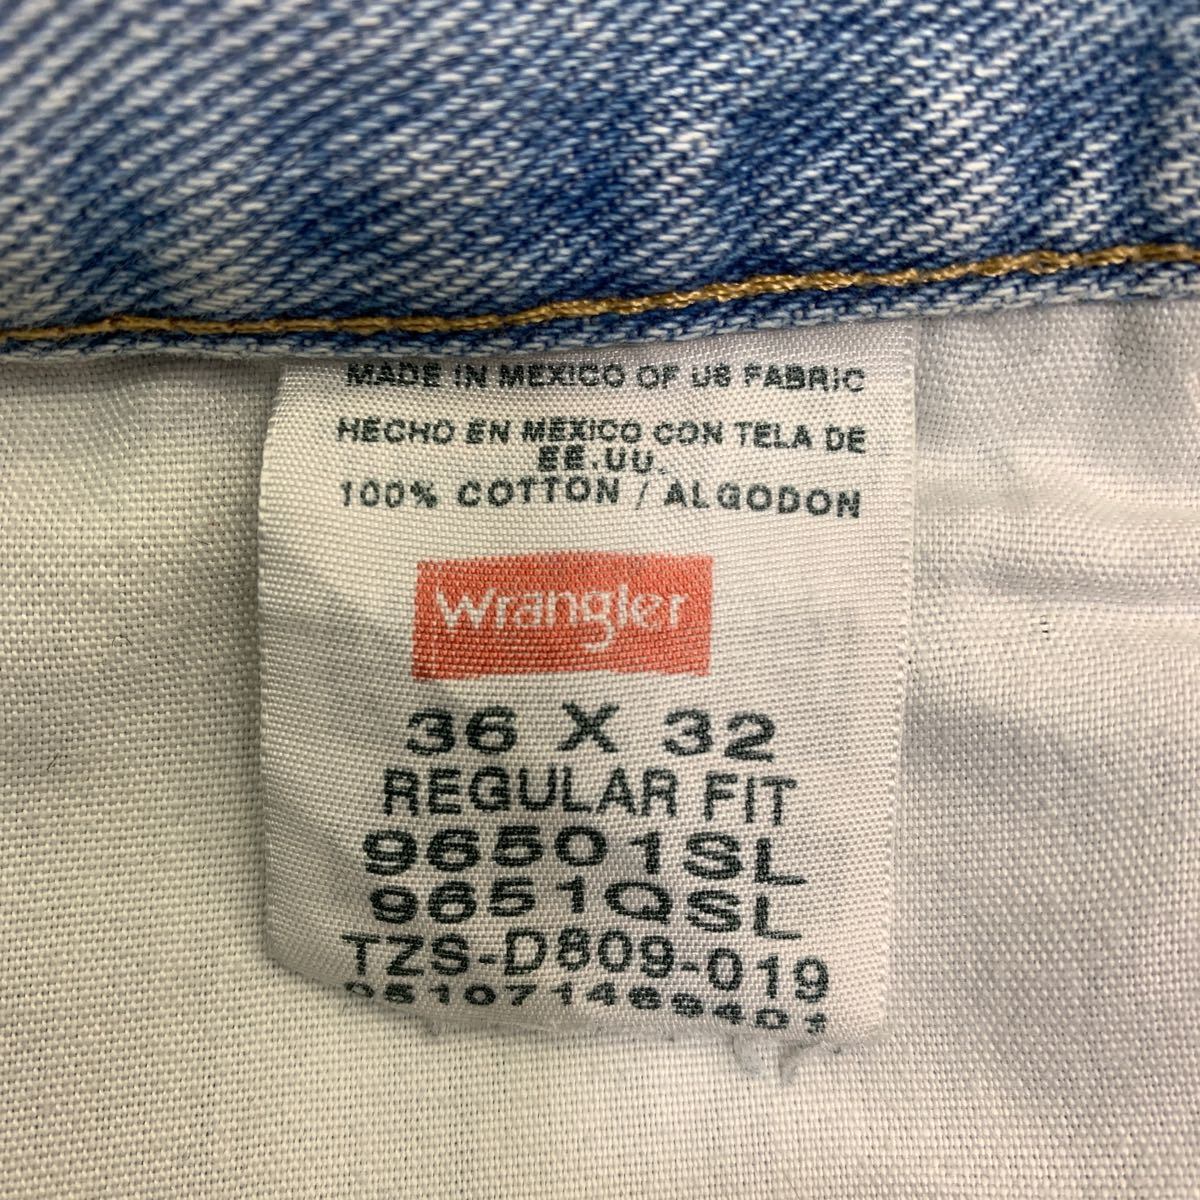 MADE IN MEXICO OF US FABRIC
HECHO EN MEXICO CON TELA DE
EE.UU.
100% COTTON / ALGODON
Wrangler
36 X 32
REGULAR FIT
96501SL
9651QSL
TZS-D809-019
051071469401